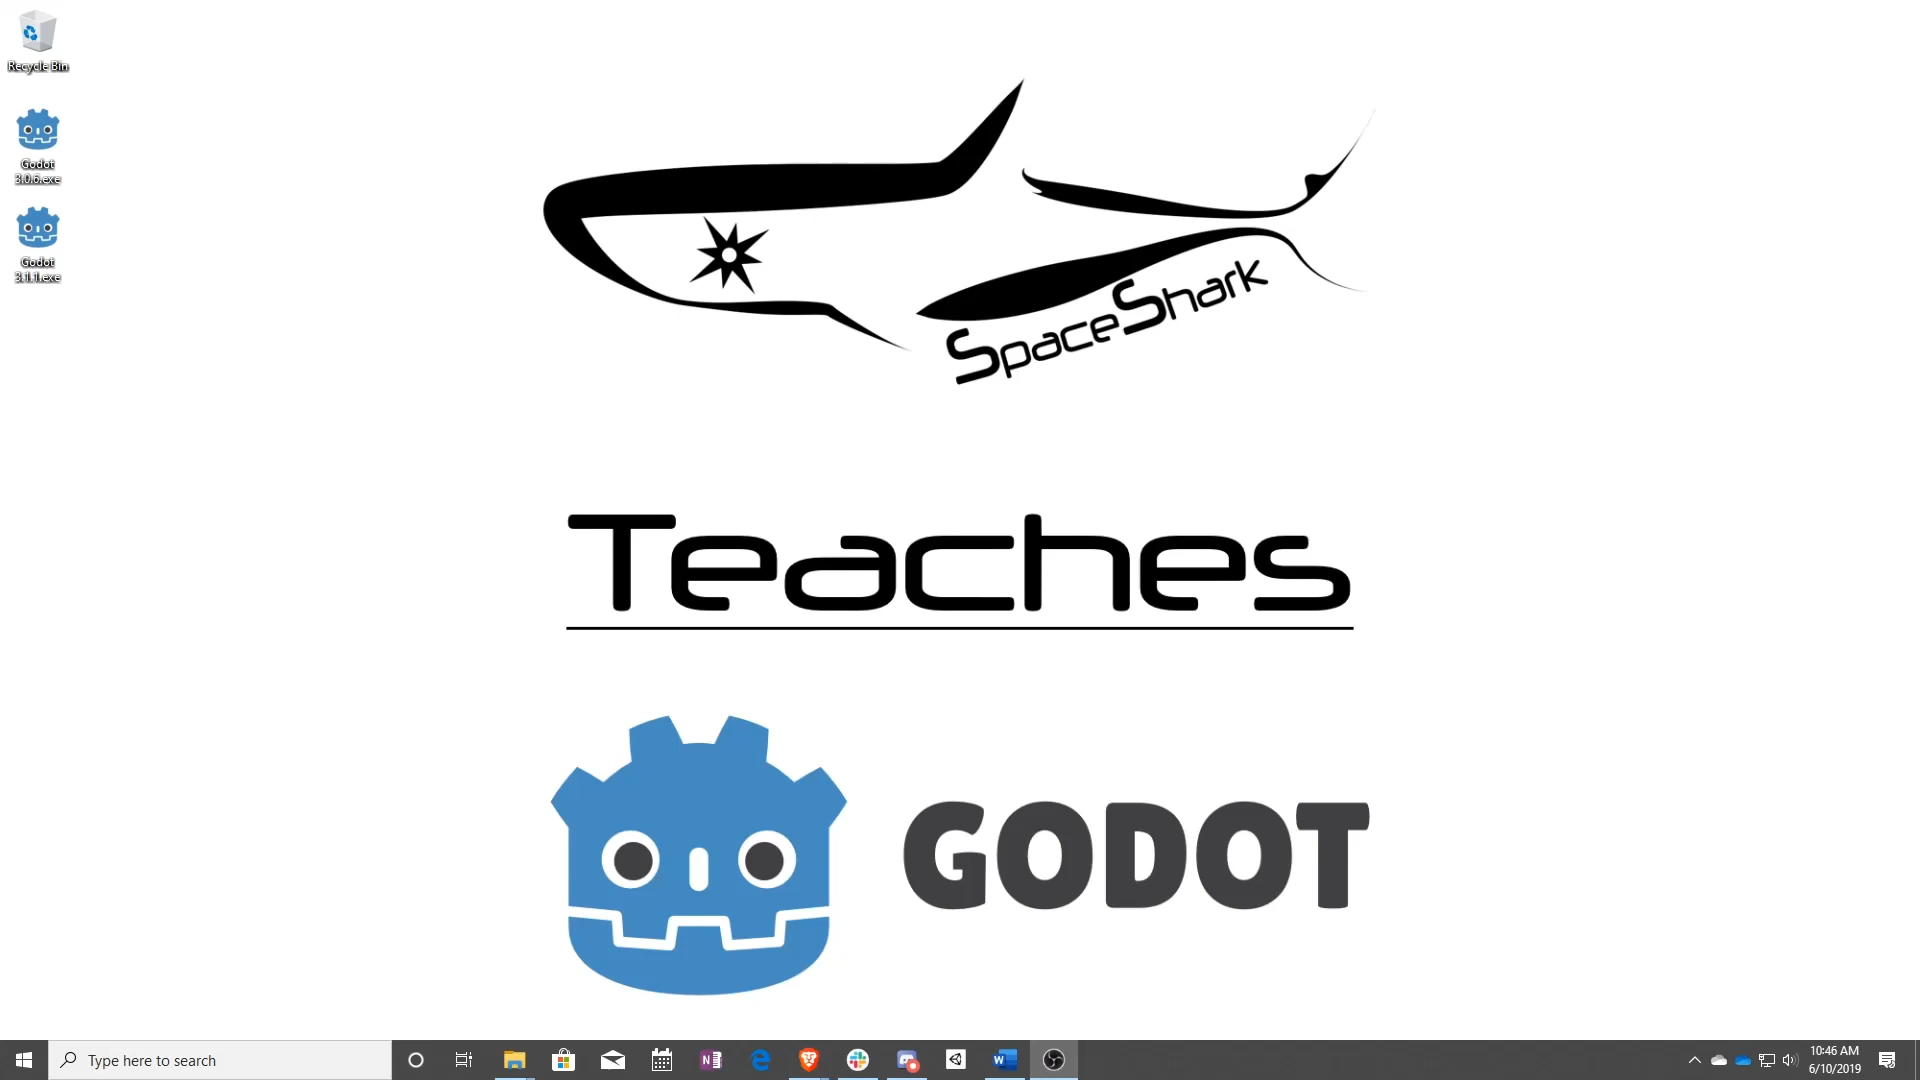 Recycle Bin
Godot
3.0.6.exe
Godot
3.1.1.exe
SpaceShark
Teaches
GODOT
Type here to search
N
W
10:46 AM
6/10/2019